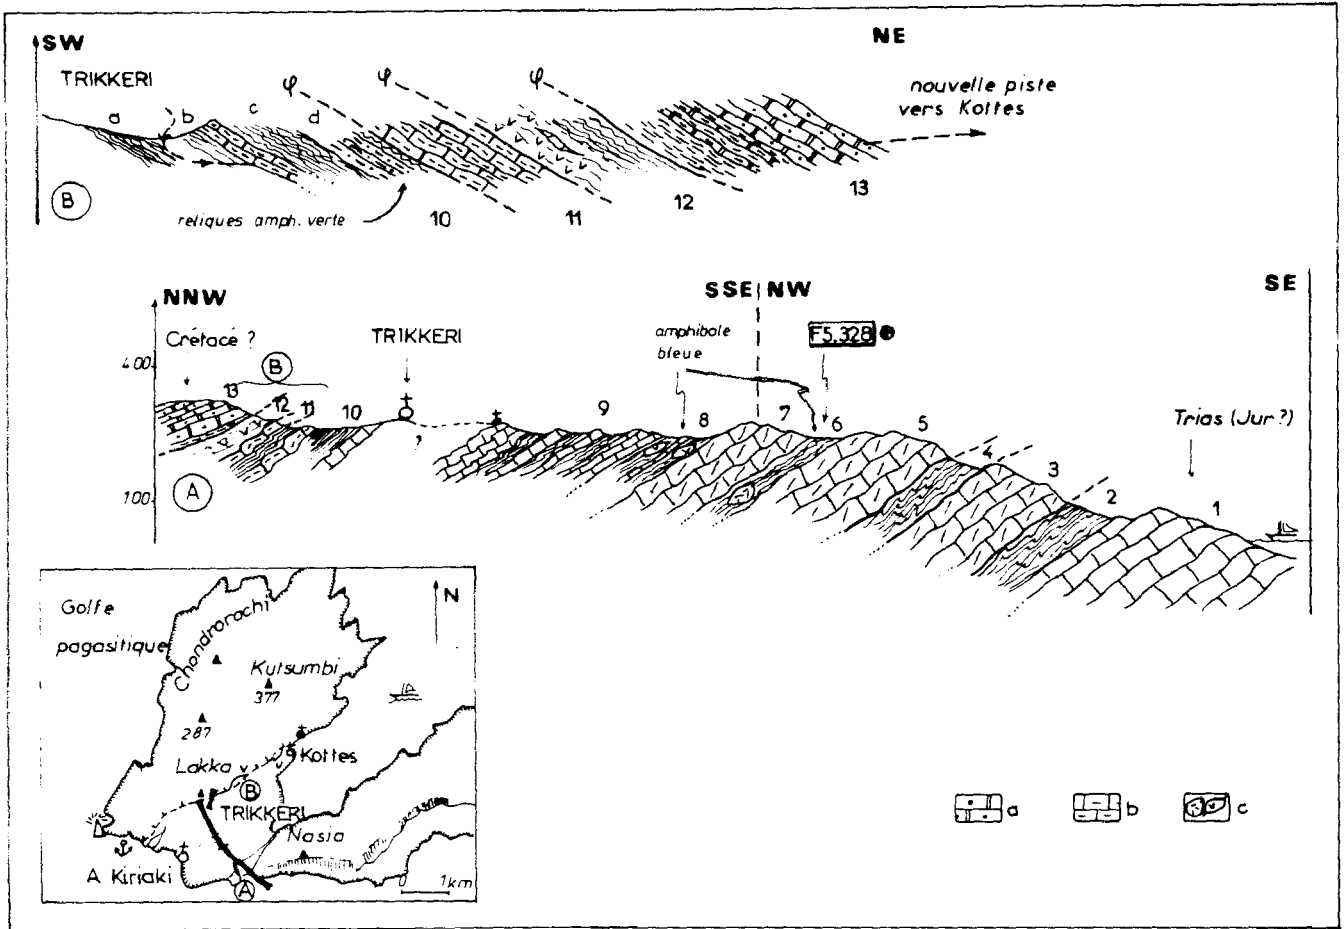 SW
NE
TRIKKERI
nouvelle piste
vers Kottes
φ
φ
φ
a
b
c
d
B
reliques amph. verte
10
11
12
13
NNW
SSE
NW
SE
Crétacé ?
TRIKKERI
amphibole
bleue
F5.328
400
B
13
12
11
10
?
9
8
7
6
5
4
3
2
1
Trias (Jur ?)
A
100
Golfe
pagasitique
N
Chondrorachi
Kutsumbi
377
287
Kottes
Lakka
B
TRIKKERI
Nasia
A Kiriaki
A
0
1km
a
b
c